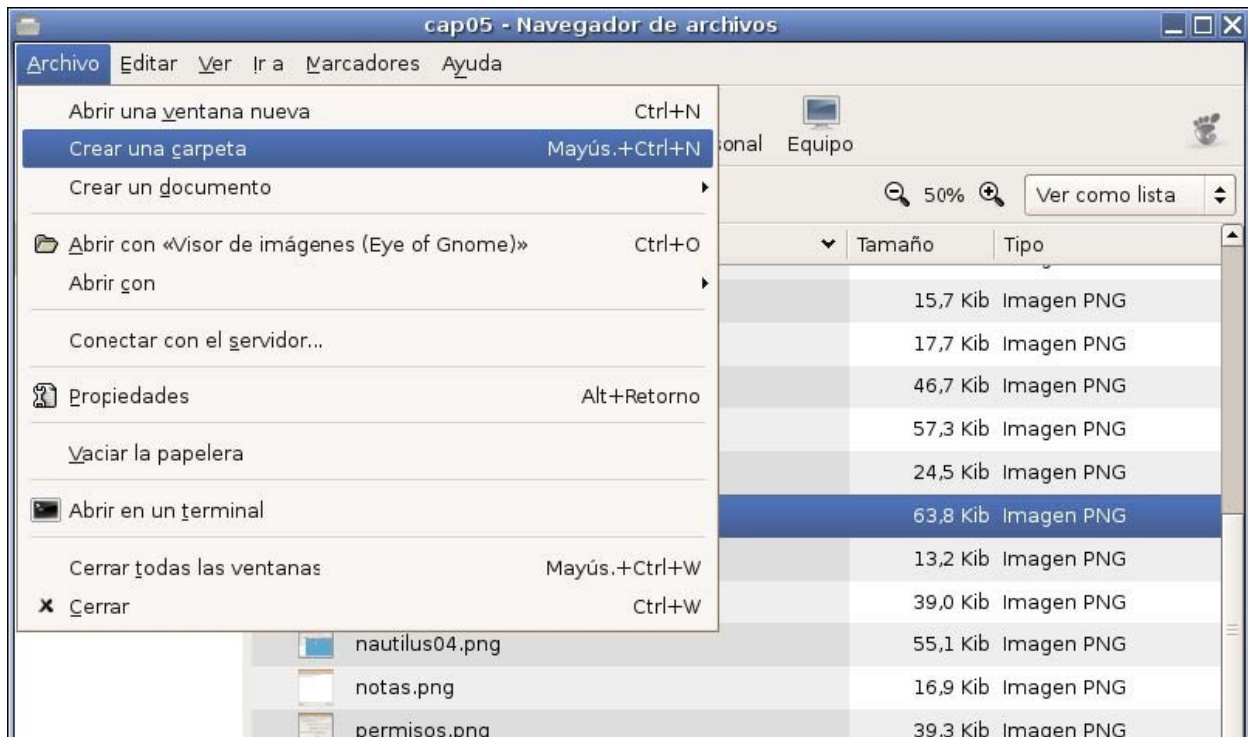 cap05 - Navegador de archivos
Archivo Editar Ver Ir a Marcadores Ayuda
Abrir una ventana nueva Ctrl+N
Crear una carpeta Mayús.+Ctrl+N
Crear un documento
Abrir con «Visor de imágenes (Eye of Gnome)» Ctrl+O
Abrir con
Conectar con el servidor...
Propiedades Alt+Retorno
Vaciar la papelera
Abrir en un terminal
Cerrar todas las ventanas Mayús.+Ctrl+W
Cerrar Ctrl+W
sonal Equipo
50% Ver como lista
Tamaño Tipo
15,7 Kib Imagen PNG
17,7 Kib Imagen PNG
46,7 Kib Imagen PNG
57,3 Kib Imagen PNG
24,5 Kib Imagen PNG
63,8 Kib Imagen PNG
13,2 Kib Imagen PNG
39,0 Kib Imagen PNG
nautilus04.png 55,1 Kib Imagen PNG
notas.png 16,9 Kib Imagen PNG
permisos.png 39,3 Kib Imagen PNG